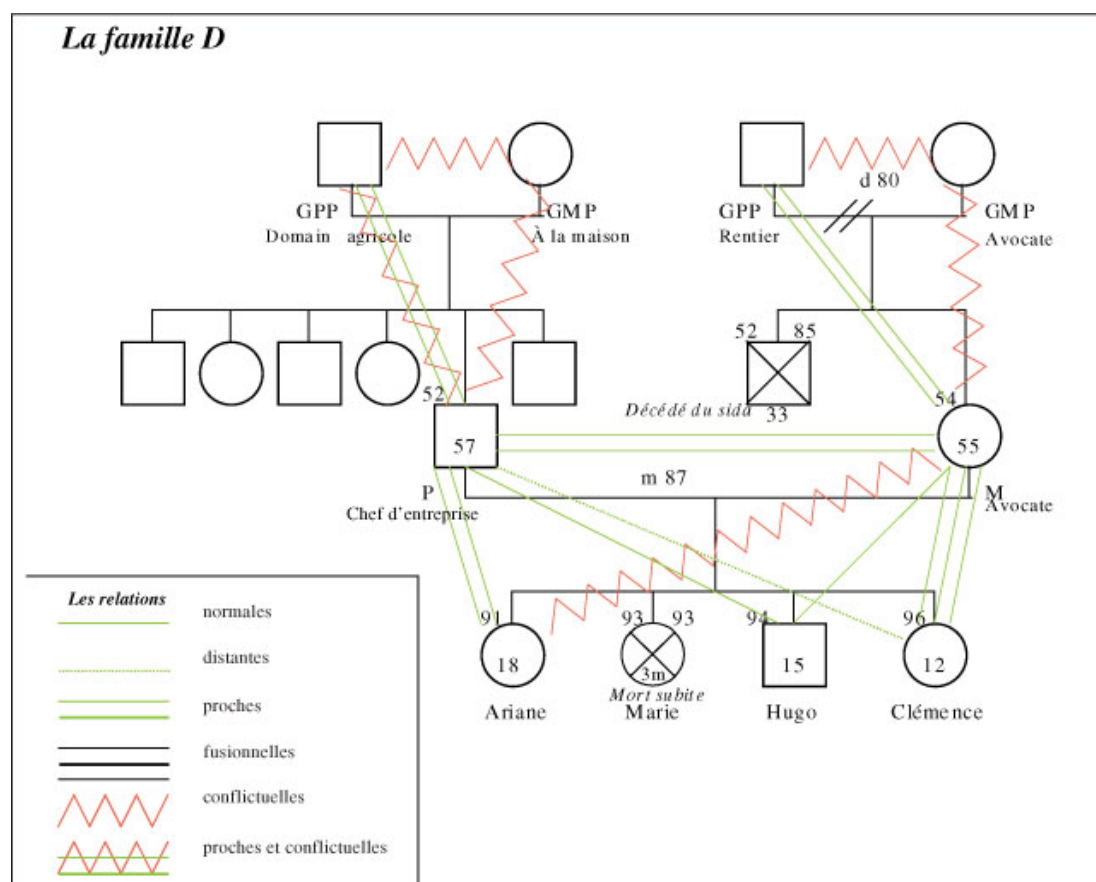 La famille D
d 80
GPP
GMP
GPP
GMP
Domain agricole
À la maison
Rentier
Avocate
52
85
52
Décédé du sida
33
54
57
55
m 87
P
M
Chef d'entreprise
Avocate
Les relations
normales
distantes
proches
fusionnelles
conflictuelles
proches et conflictuelles
91
93
93
94
96
18
3m
15
12
Mort subite
Ariane
Marie
Hugo
Clémence